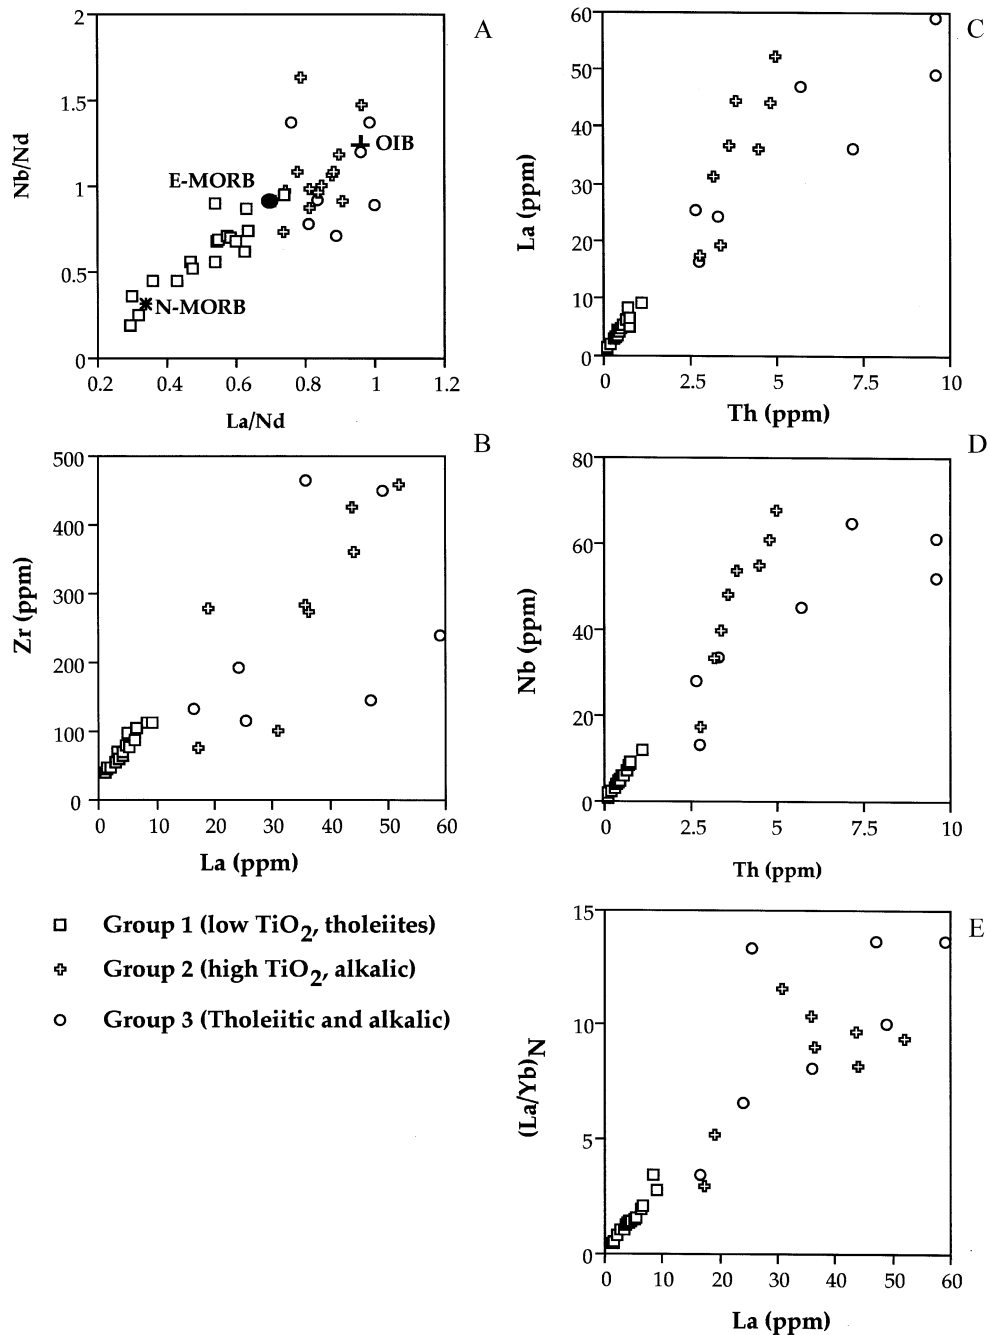 A
Nb/Nd
2
1.5
1
0.5
0
E-MORB
OIB
N-MORB
0.2 0.4 0.6 0.8 1 1.2
La/Nd
C
La (ppm)
60
50
40
30
20
10
0
0 2.5 5 7.5 10
Th (ppm)
B
Zr (ppm)
500
400
300
200
100
0
0 10 20 30 40 50 60
La (ppm)
D
Nb (ppm)
80
60
40
20
0
0 2.5 5 7.5 10
Th (ppm)
Group 1 (low TiO2, tholeiites)
Group 2 (high TiO2, alkalic)
Group 3 (Tholeiitic and alkalic)
E
(La/Yb)N
15
10
5
0
0 10 20 30 40 50 60
La (ppm)